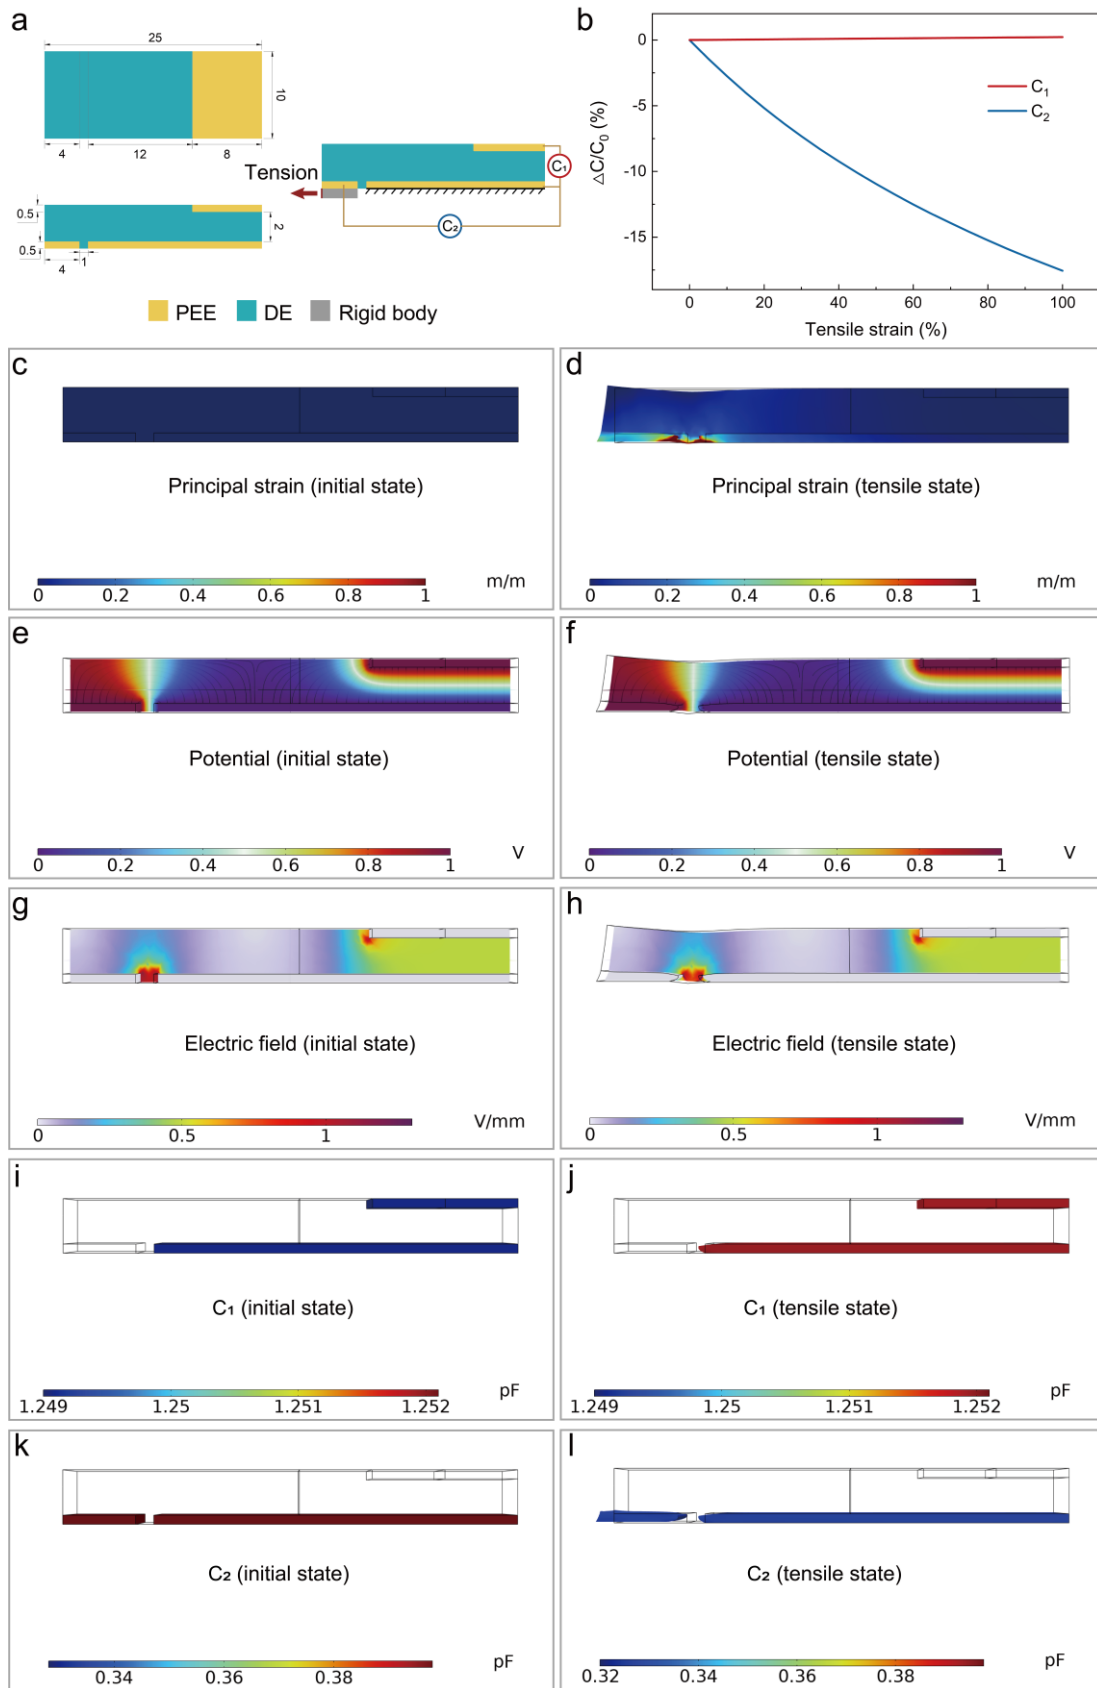 a
25
10
4
12
8
0.5
2
0.5
4
1
Tension
C₁
C₂
PEE
DE
Rigid body
b
ΔC/C₀ (%)
0
-5
-10
-15
C₁
C₂
0
20
40
60
80
100
Tensile strain (%)
c
Principal strain (initial state)
m/m
0 0.2 0.4 0.6 0.8 1
d
Principal strain (tensile state)
m/m
0 0.2 0.4 0.6 0.8 1
e
Potential (initial state)
V
0 0.2 0.4 0.6 0.8 1
f
Potential (tensile state)
V
0 0.2 0.4 0.6 0.8 1
g
Electric field (initial state)
V/mm
0 0.5 1
h
Electric field (tensile state)
V/mm
0 0.5 1
i
C₁ (initial state)
pF
1.249 1.25 1.251 1.252
j
C₁ (tensile state)
pF
1.249 1.25 1.251 1.252
k
C₂ (initial state)
pF
0.34 0.36 0.38
l
C₂ (tensile state)
pF
0.32 0.34 0.36 0.38